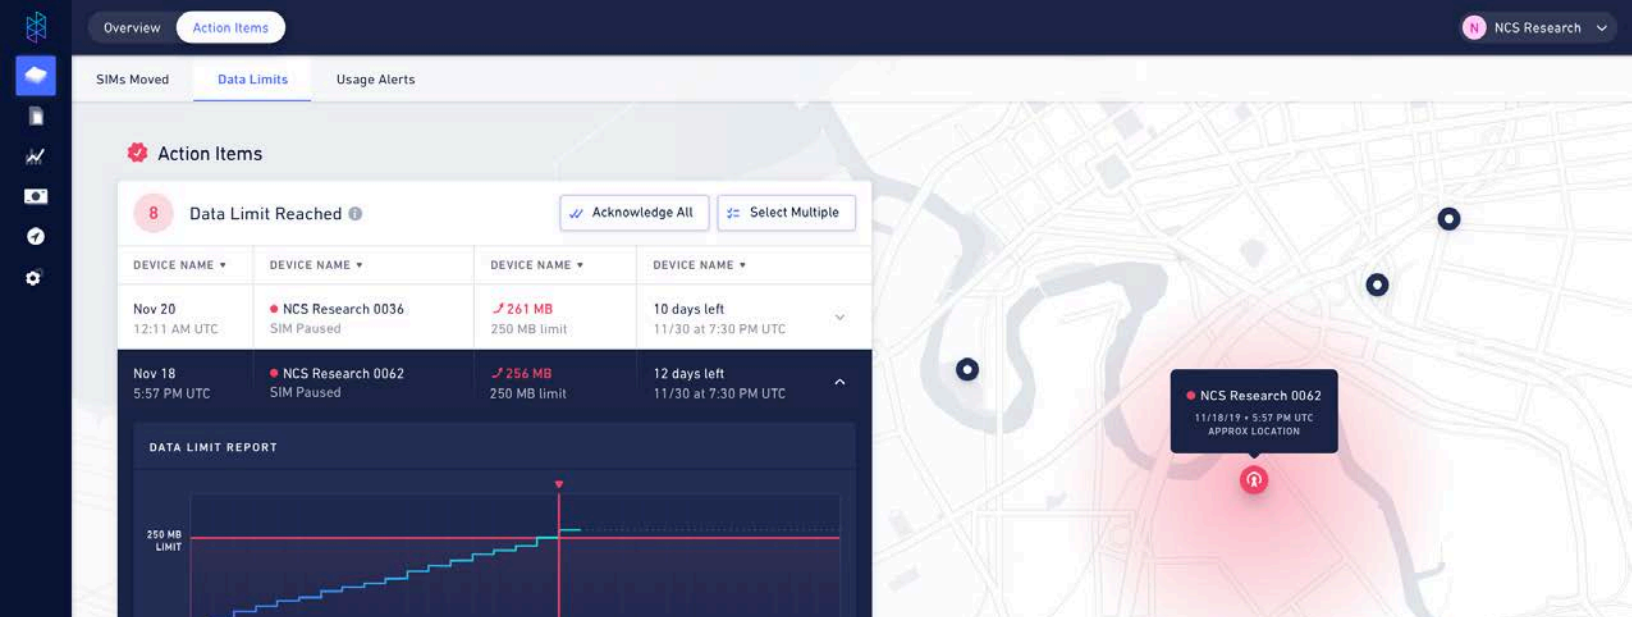 Overview
Action Items
N NCS Research
SIMs Moved
Data Limits
Usage Alerts
Action Items
8 Data Limit Reached
Acknowledge All
Select Multiple
DEVICE NAME DEVICE NAME DEVICE NAME DEVICE NAME
Nov 20 NCS Research 0036 261 MB 10 days left
12:11 AM UTC SIM Paused 250 MB limit 11/30 at 7:30 PM UTC
Nov 18 NCS Research 0062 256 MB 12 days left
5:57 PM UTC SIM Paused 250 MB limit 11/30 at 7:30 PM UTC
DATA LIMIT REPORT
250 MB
LIMIT
NCS Research 0062
11/18/19 • 5:57 PM UTC
APPROX LOCATION